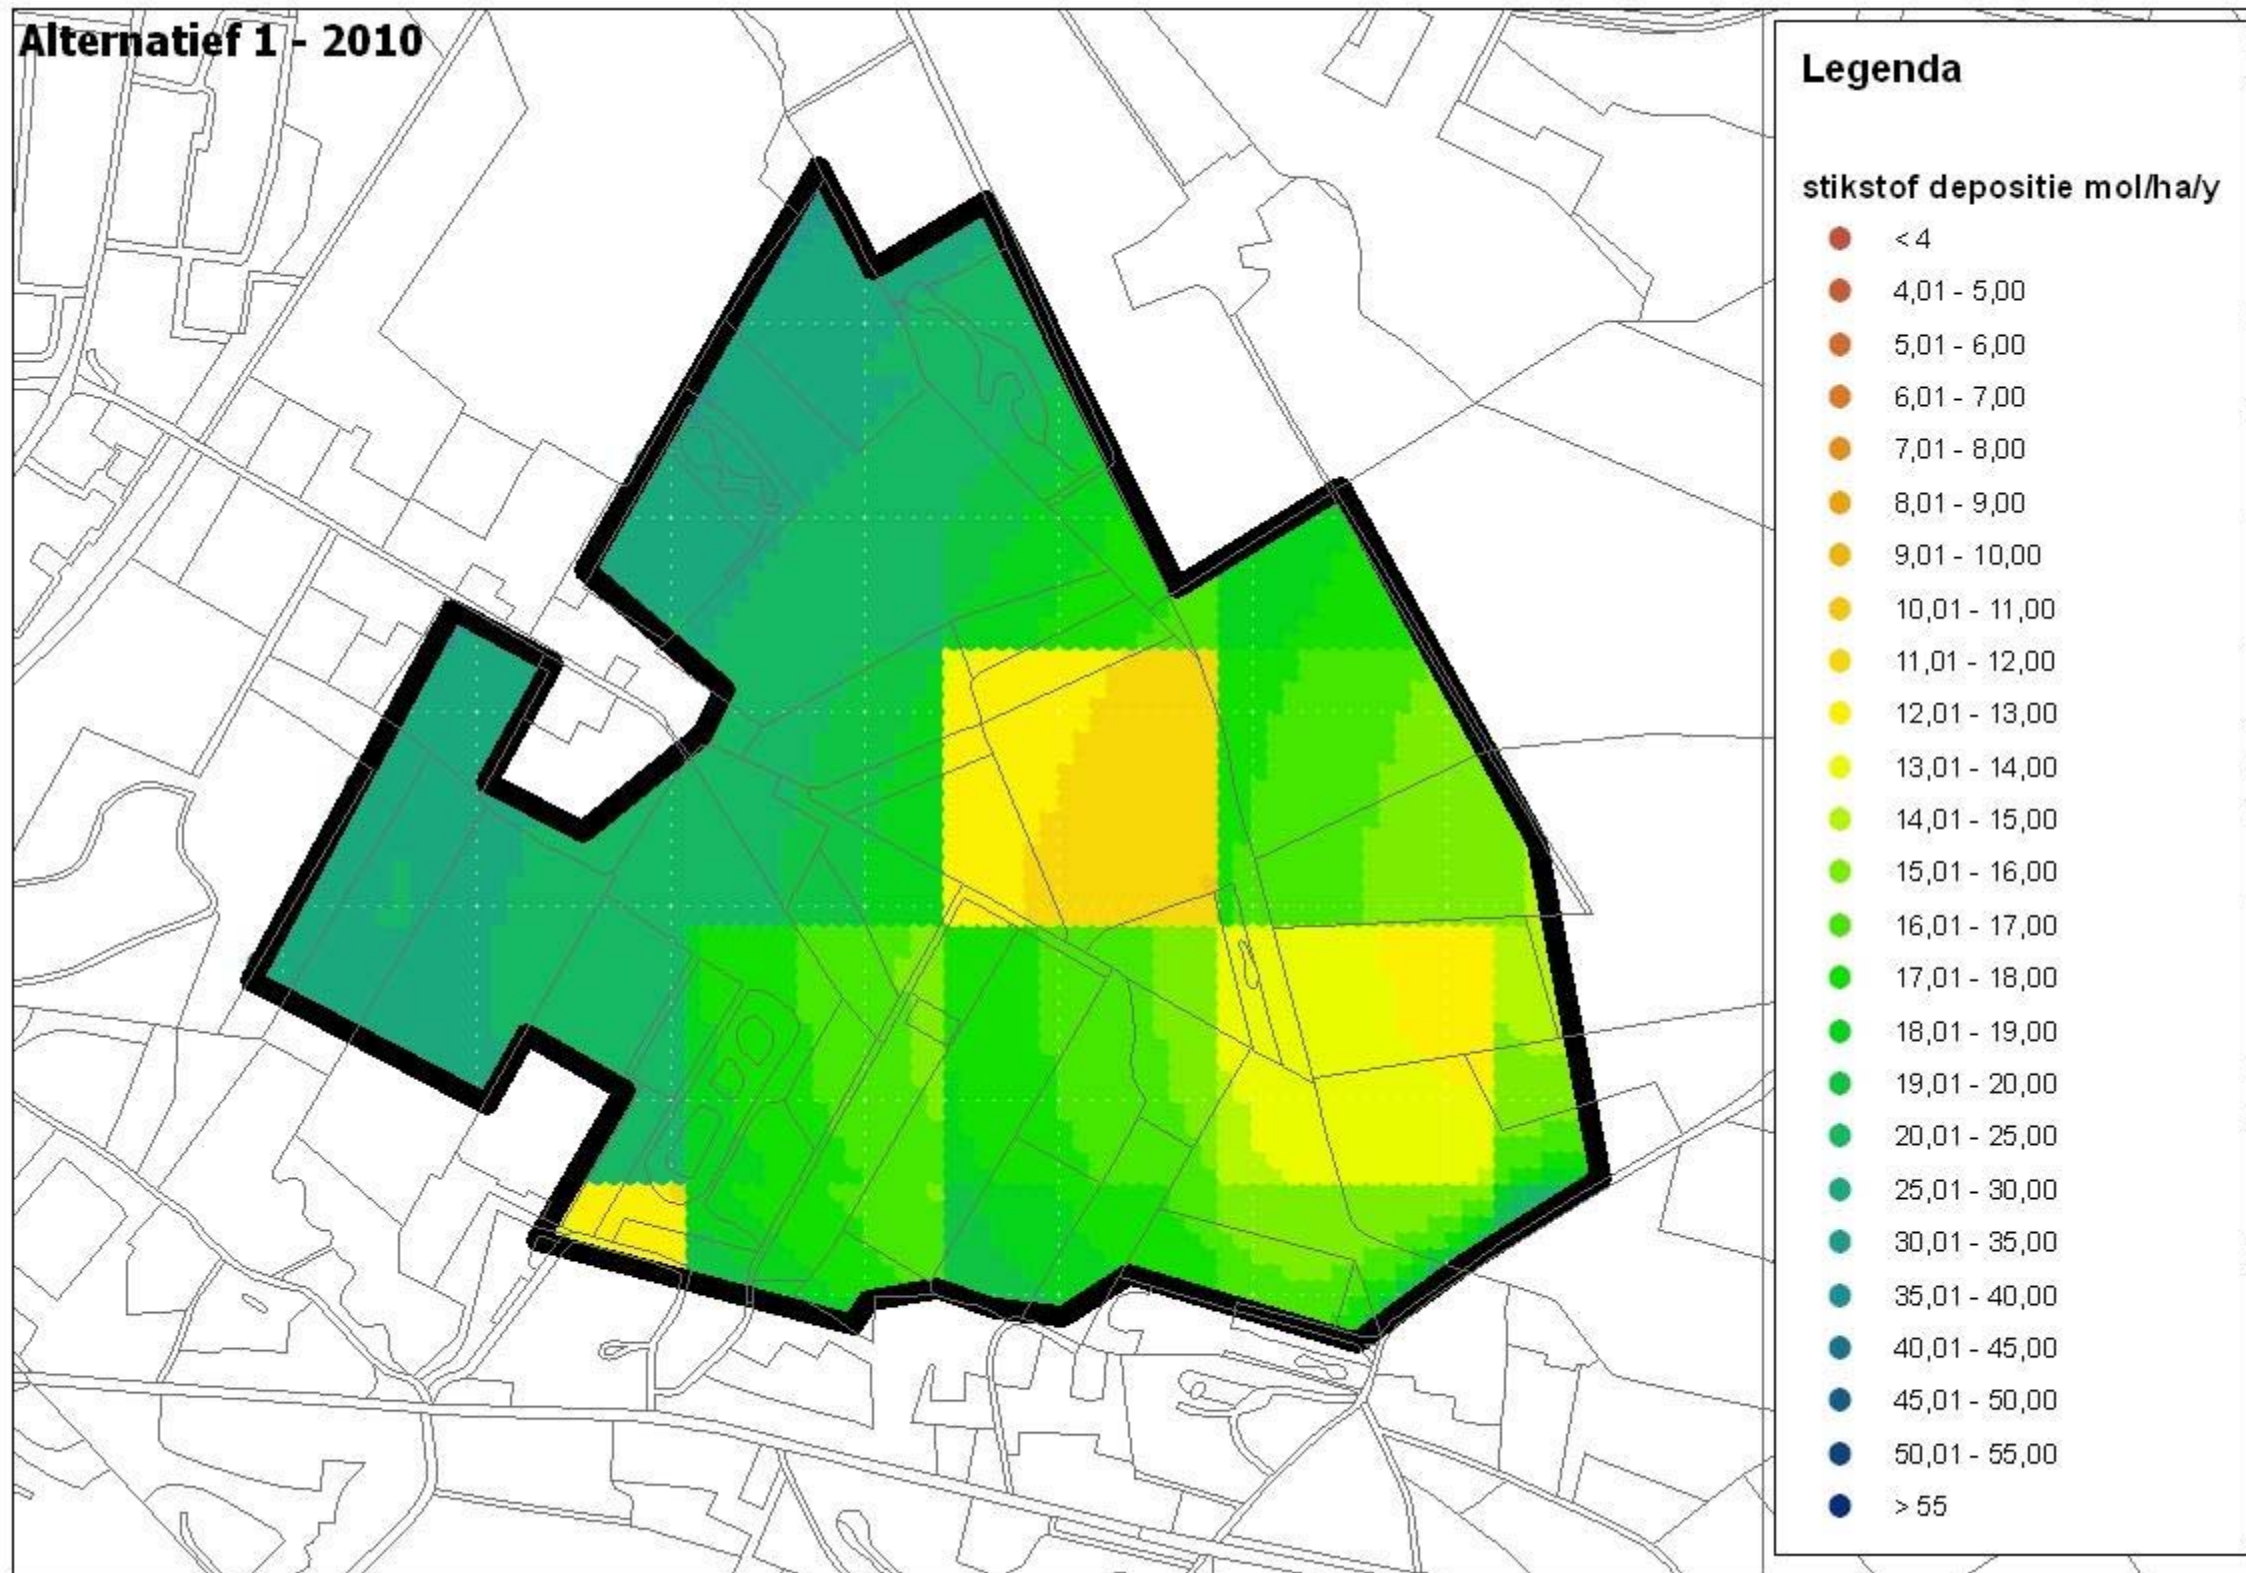 Alternatief 1 - 2010
Legenda
stikstof depositie mol/ha/y
< 4
4,01 - 5,00
5,01 - 6,00
6,01 - 7,00
7,01 - 8,00
8,01 - 9,00
9,01 - 10,00
10,01 - 11,00
11,01 - 12,00
12,01 - 13,00
13,01 - 14,00
14,01 - 15,00
15,01 - 16,00
16,01 - 17,00
17,01 - 18,00
18,01 - 19,00
19,01 - 20,00
20,01 - 25,00
25,01 - 30,00
30,01 - 35,00
35,01 - 40,00
40,01 - 45,00
45,01 - 50,00
50,01 - 55,00
> 55